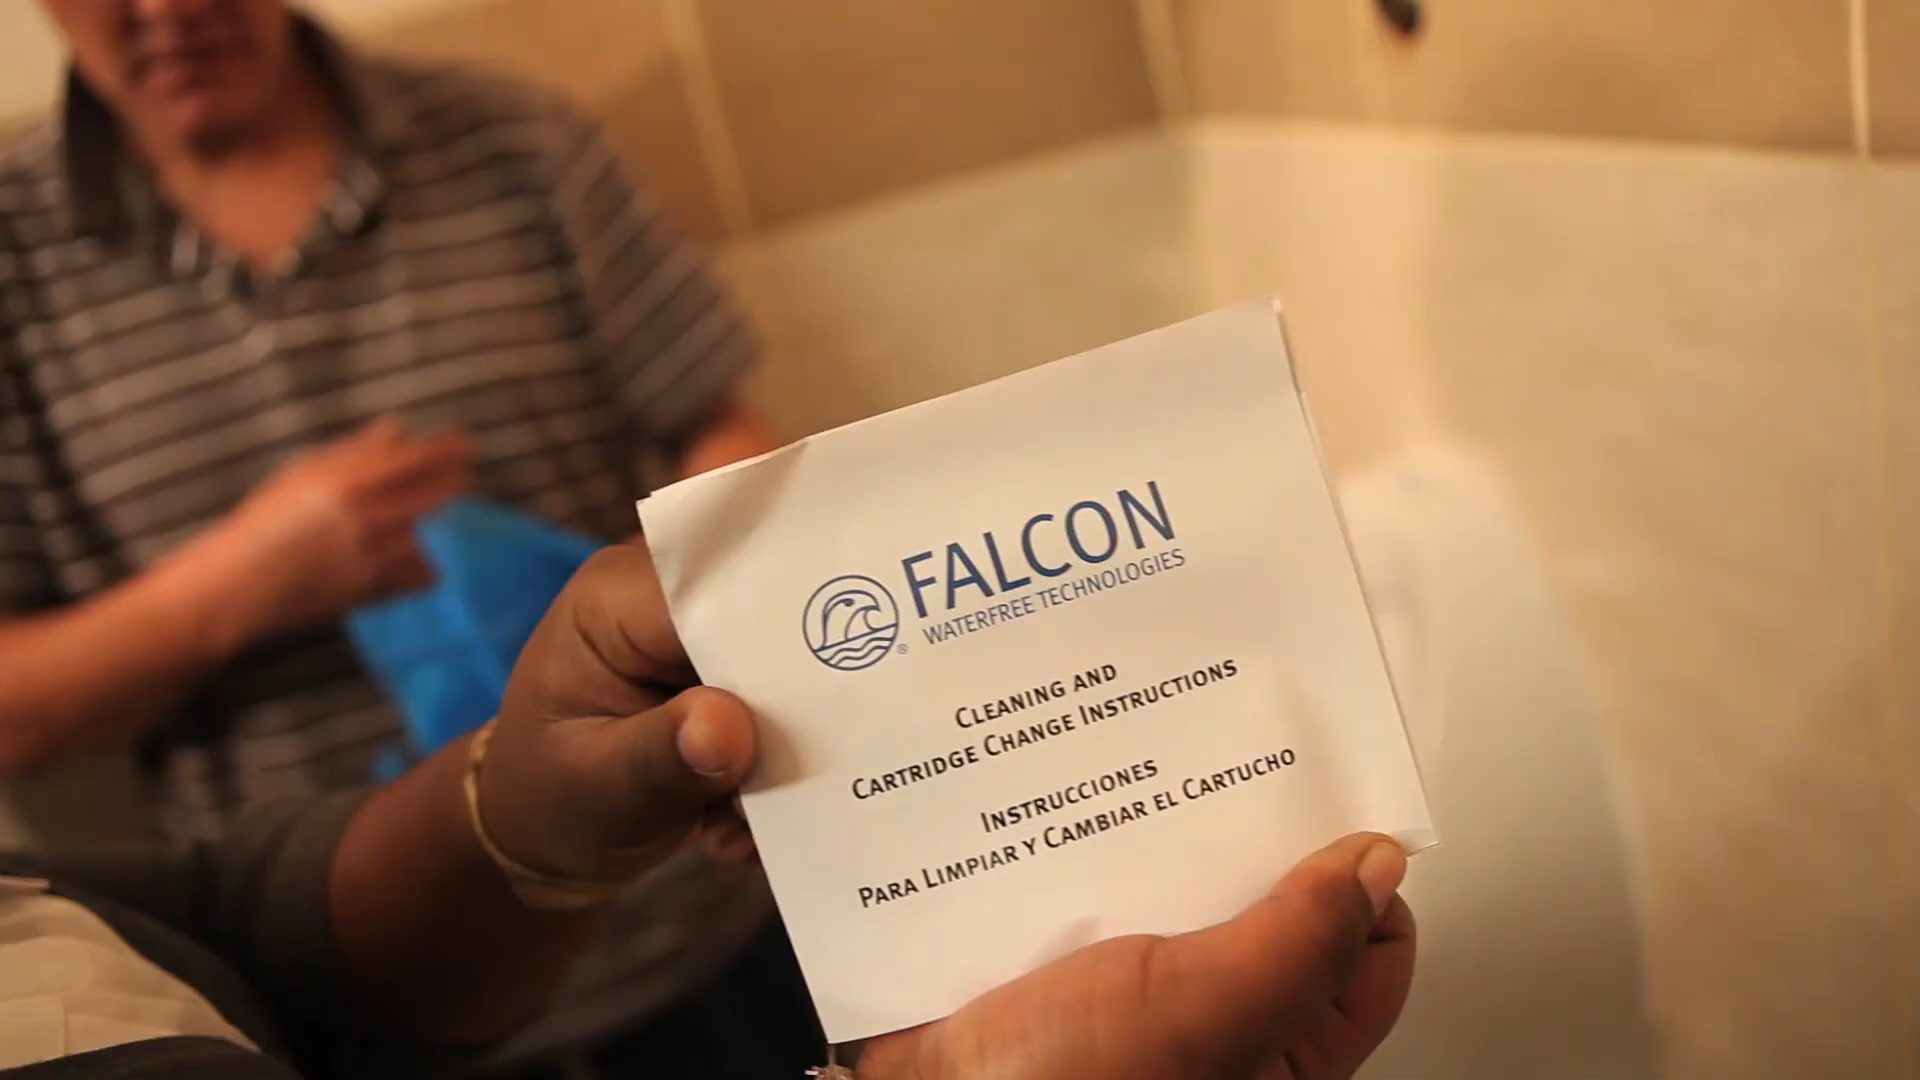 FALCON
WATERFREE TECHNOLOGIES
®
CLEANING AND
CARTRIDGE CHANGE INSTRUCTIONS
INSTRUCCIONES
PARA LIMPIAR Y CAMBIAR EL CARTUCHO